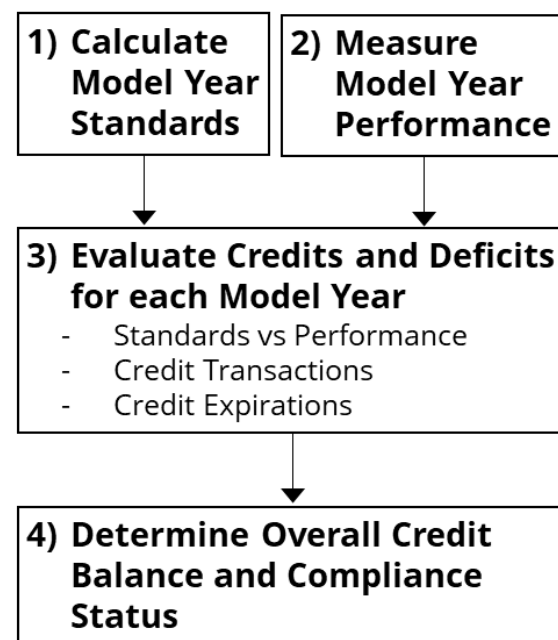 1) Calculate
Model Year
Standards
2) Measure
Model Year
Performance
3) Evaluate Credits and Deficits
for each Model Year
- Standards vs Performance
- Credit Transactions
- Credit Expirations
4) Determine Overall Credit
Balance and Compliance
Status